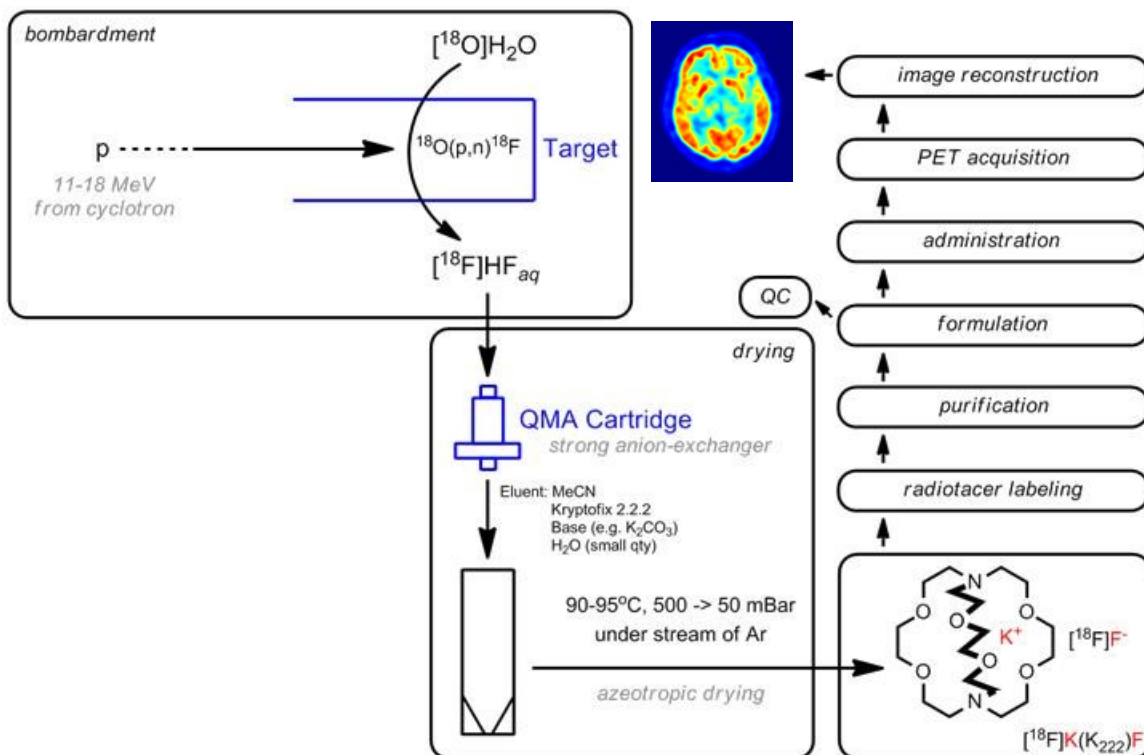 bombardment
[¹⁸O]H₂O
p
¹⁸O(p,n)¹⁸F
Target
11-18 MeV
from cyclotron
[¹⁸F]HFaq
drying
QMA Cartridge
strong anion-exchanger
Eluent: MeCN
Kryptofix 2.2.2
Base (e.g. K₂CO₃)
H₂O (small qty)
90-95°C, 500 -> 50 mBar
under stream of Ar
azeotropic drying
N
O
O
O
K⁺
[¹⁸F]F⁻
O
O
O
N
[¹⁸F]K(K₂₂₂)F
radiotacer labeling
purification
formulation
QC
administration
PET acquisition
image reconstruction